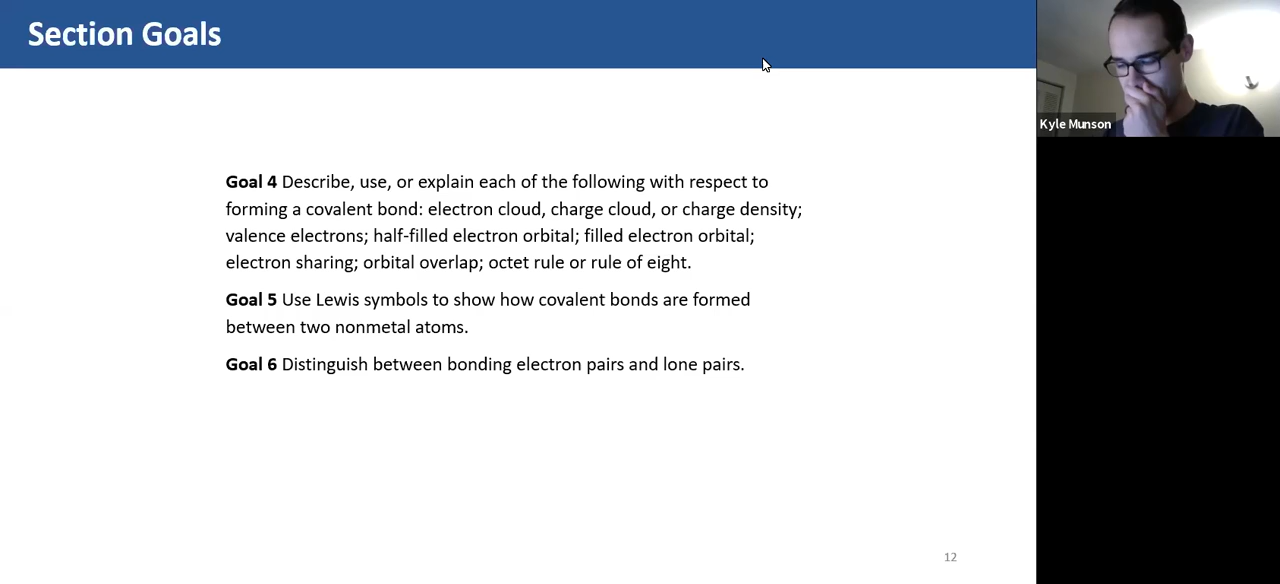 Section Goals
Kyle Munson
Goal 4 Describe, use, or explain each of the following with respect to
forming a covalent bond: electron cloud, charge cloud, or charge density;
valence electrons; half-filled electron orbital; filled electron orbital;
electron sharing; orbital overlap; octet rule or rule of eight.
Goal 5 Use Lewis symbols to show how covalent bonds are formed
between two nonmetal atoms.
Goal 6 Distinguish between bonding electron pairs and lone pairs.
12